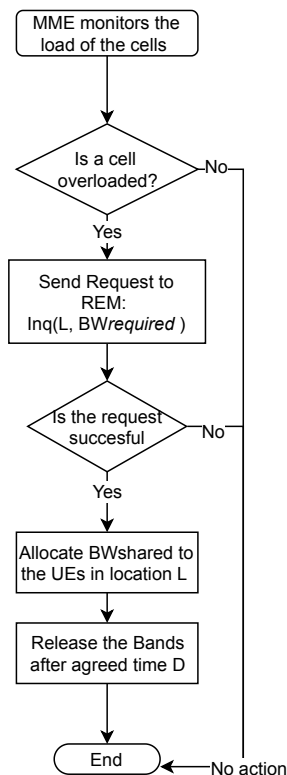 MME monitors the
load of the cells
Is a cell
overloaded?
No
Yes
Send Request to
REM:
Inq(L, BWrequired )
Is the request
succesful
No
Yes
Allocate BWshared to
the UEs in location L
Release the Bands
after agreed time D
End
No action